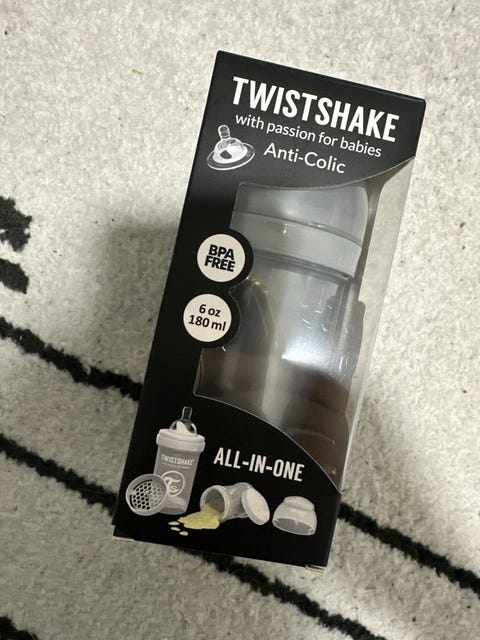 TWISTSHAKE
with passion for babies
Anti-Colic
BPA
FREE
6 oz
180 ml
ALL-IN-ONE
TWISTSHAKE